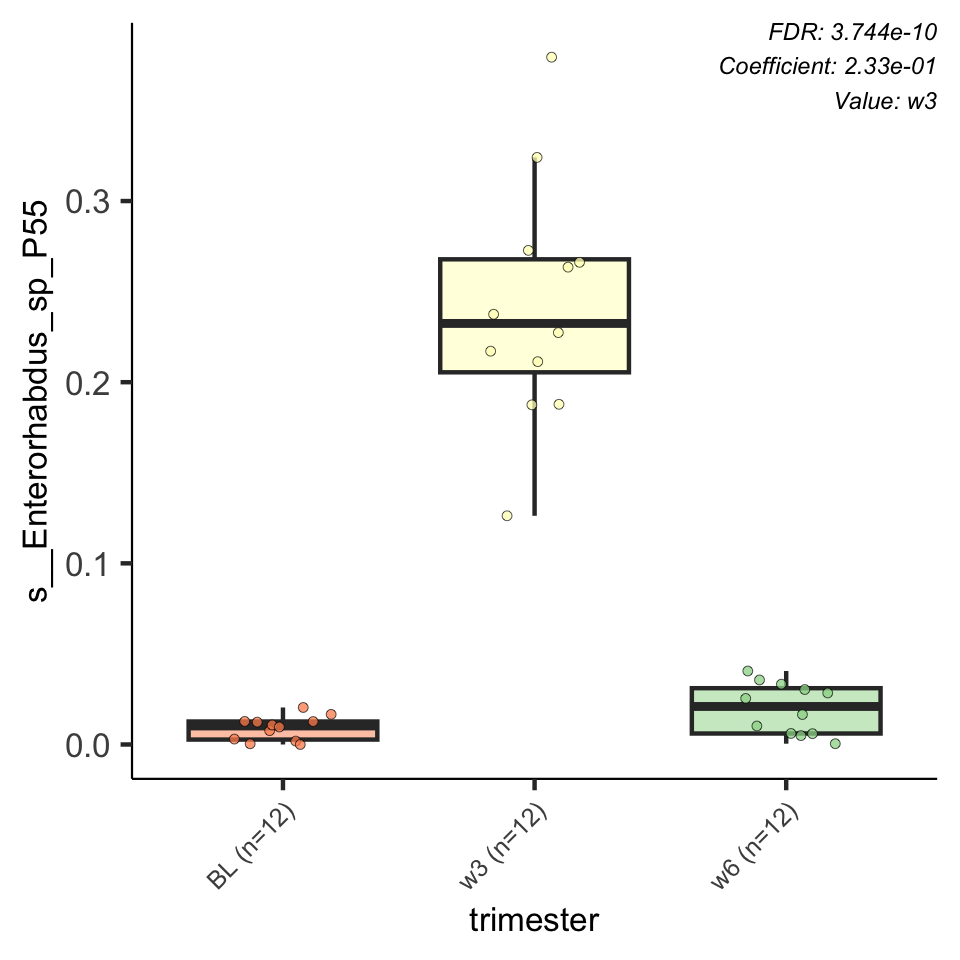 FDR: 3.744e-10
Coefficient: 2.33e-01
Value: w3
s__Enterorhabdus_sp_P55
0.3
0.2
0.1
0.0
BL (n=12)
w3 (n=12)
w6 (n=12)
trimester